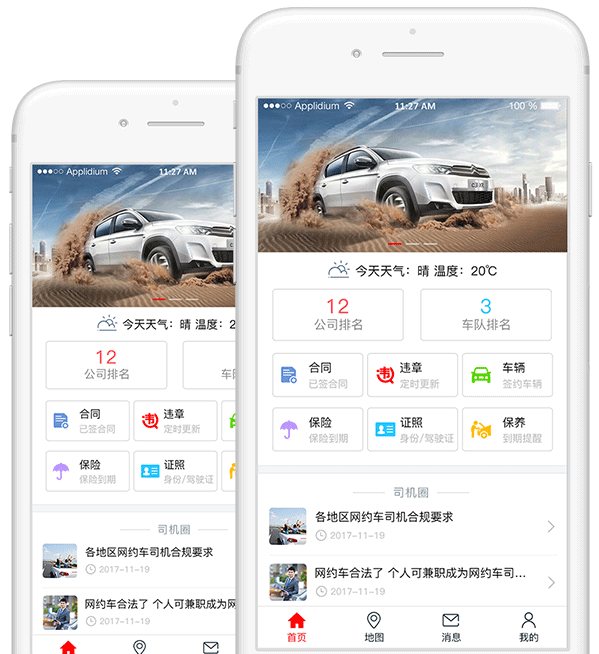 ●●●○○ Applidium 11:27 AM
今天天气：晴 温度：2
12
公司排名
车队
合同
已签合同
违章
定时更新
保险
保险到期
证照
身份/驾驶证
司机圈
各地区网约车司机合规要求
2017-11-19
网约车合法了 个人可兼职成为网
2017-11-19
●●●○○ Applidium 11:27 AM 100 %
C3-XR
今天天气：晴 温度：20℃
12 3
公司排名 车队排名
合同 违章 车辆
已签合同 定时更新 签约车辆
保险 证照 保养
保险到期 身份/驾驶证 到期提醒
司机圈
各地区网约车司机合规要求
2017-11-19
网约车合法了 个人可兼职成为网约车司...
2017-11-19
首页 地图 消息 我的